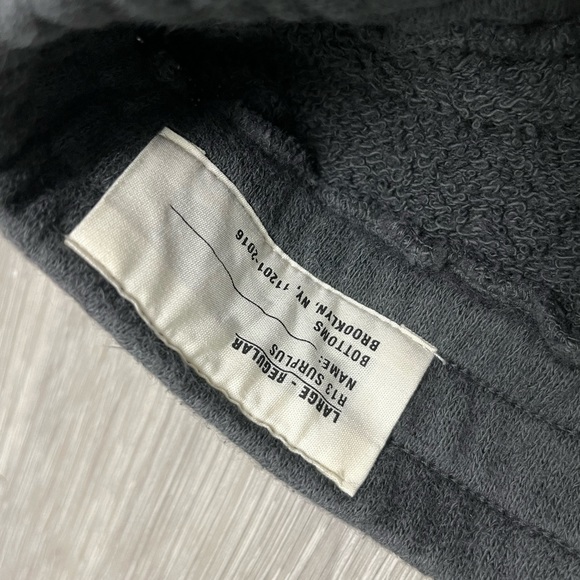 LARGE - REGULAR
R13 SURPLUS
NAME:
BOTTOMS
BROOKLYN, NY, 11201-2016